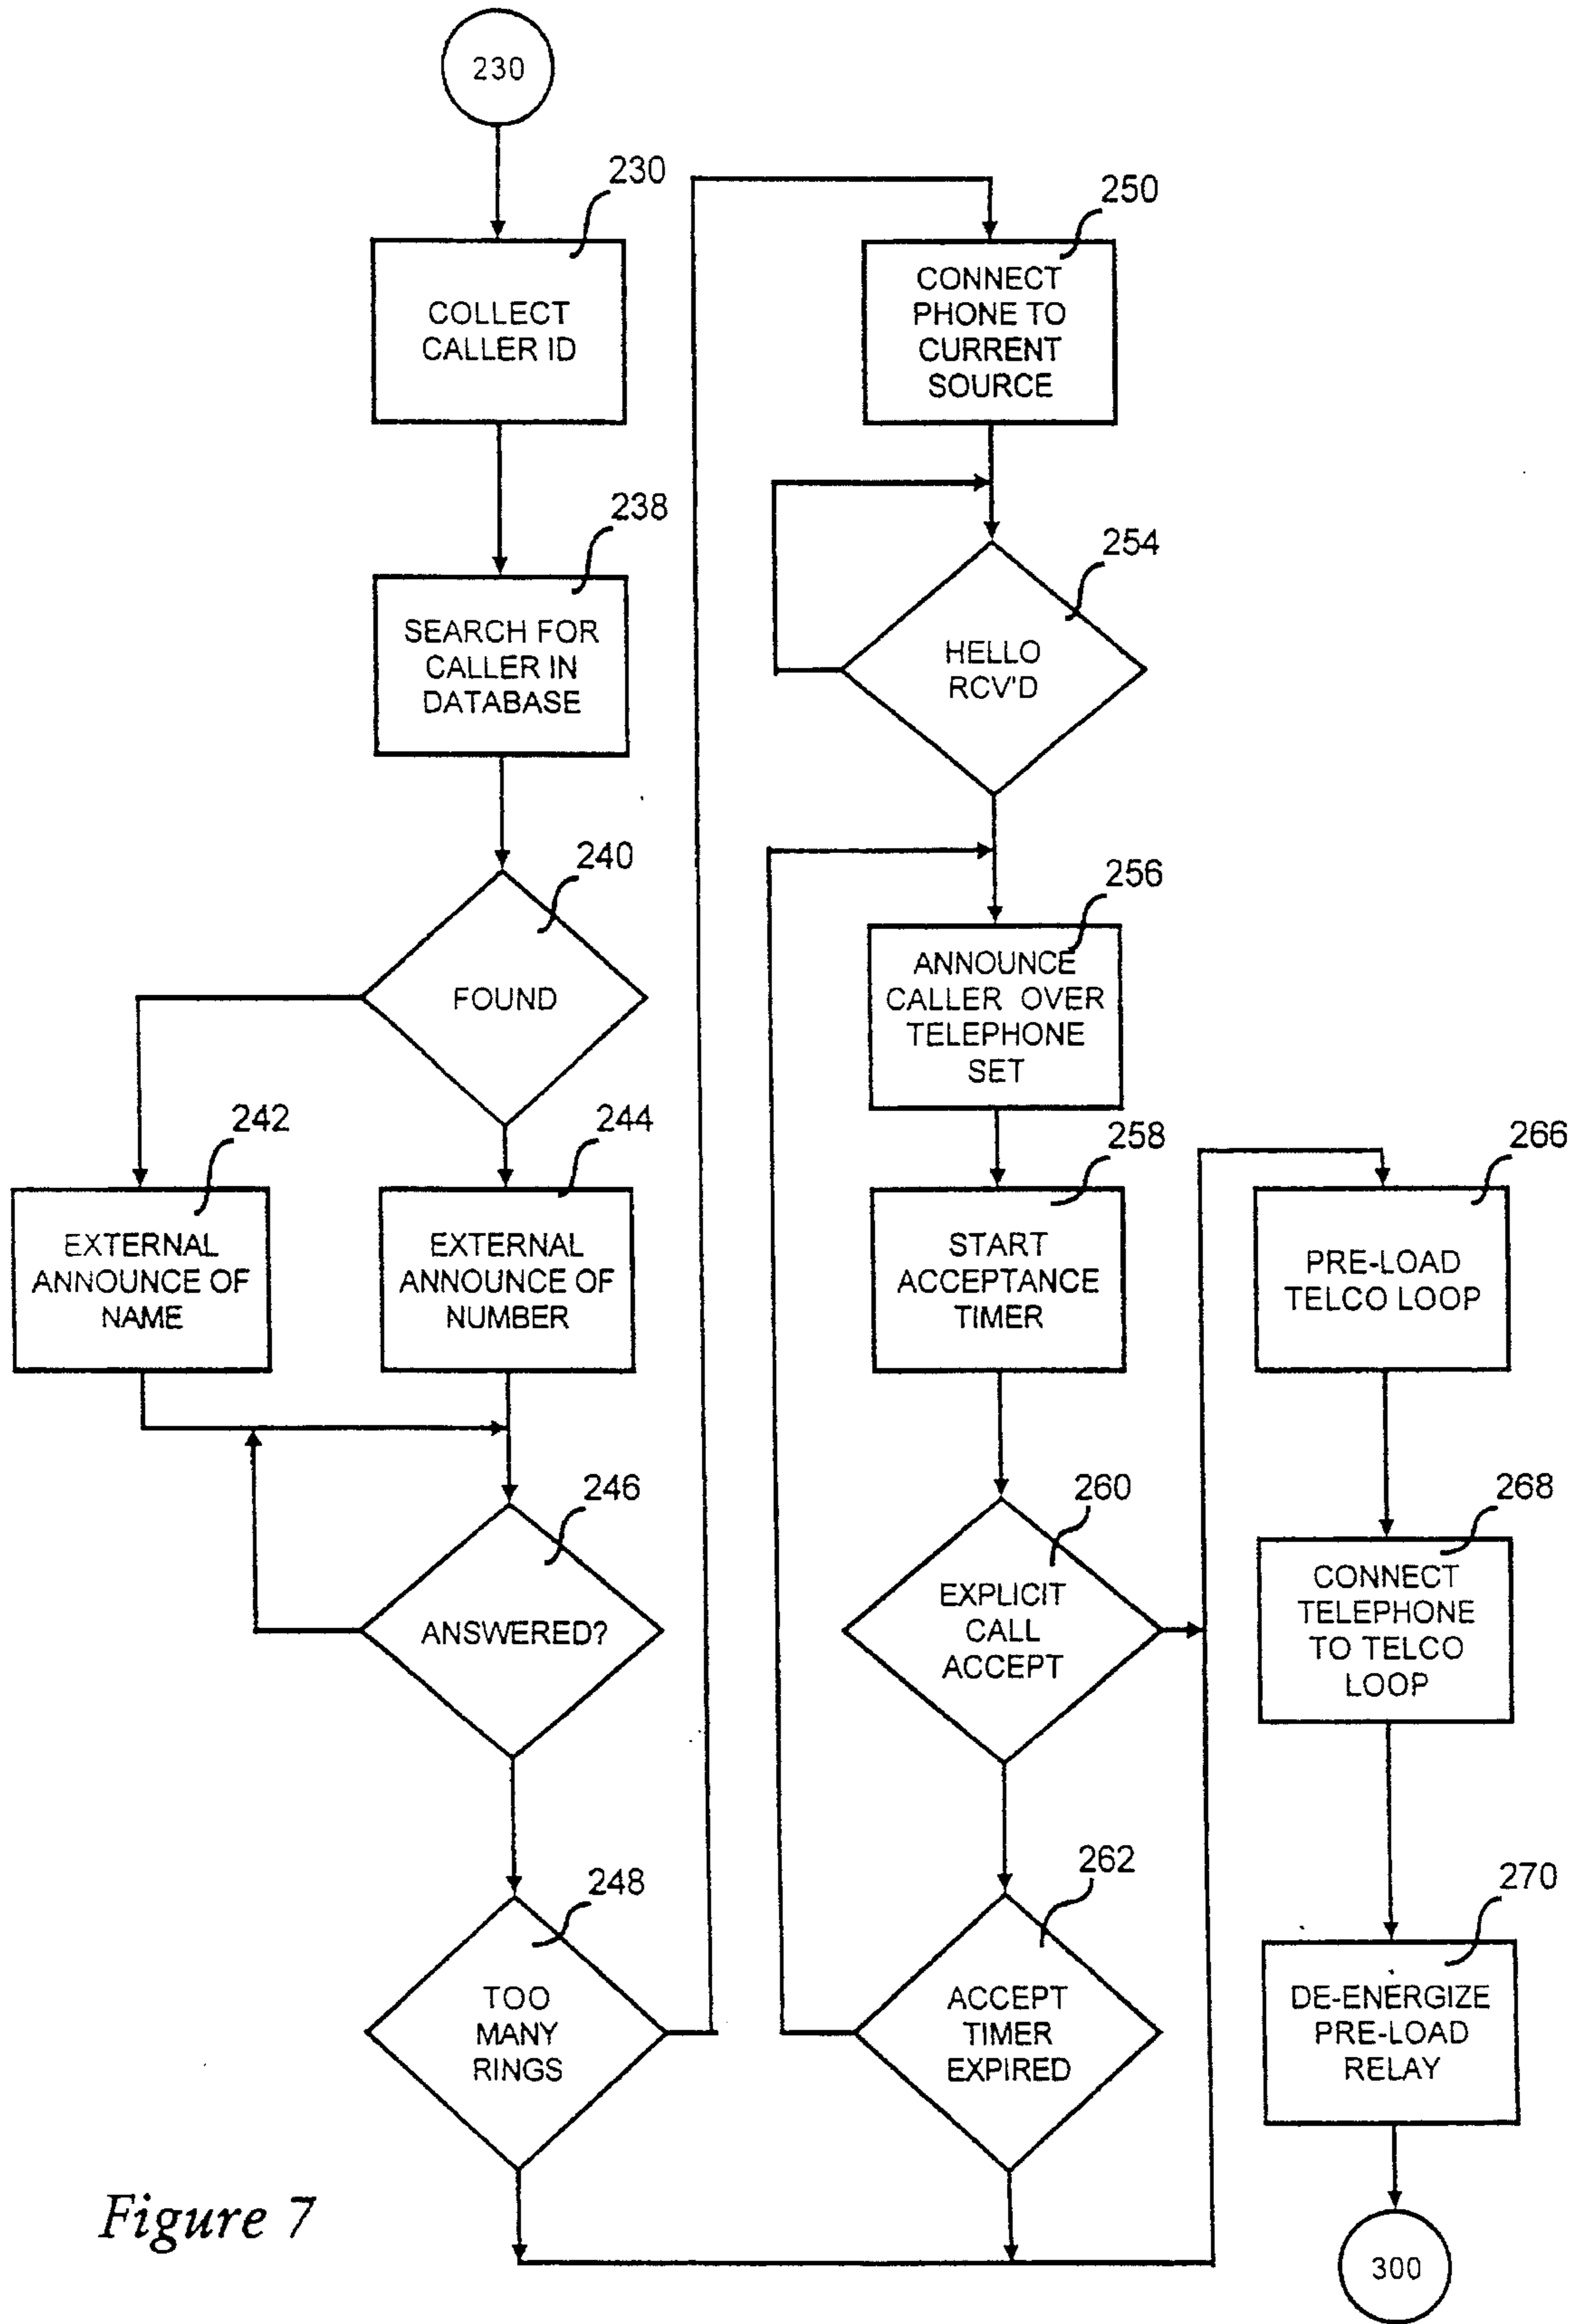 230
230
COLLECT
CALLER ID
238
SEARCH FOR
CALLER IN
DATABASE
240
FOUND
242
EXTERNAL
ANNOUNCE OF
NAME
244
EXTERNAL
ANNOUNCE OF
NUMBER
246
ANSWERED?
248
TOO
MANY
RINGS
250
CONNECT
PHONE TO
CURRENT
SOURCE
254
HELLO
RCV'D
256
ANNOUNCE
CALLER OVER
TELEPHONE
SET
258
START
ACCEPTANCE
TIMER
260
EXPLICIT
CALL
ACCEPT
262
ACCEPT
TIMER
EXPIRED
266
PRE-LOAD
TELCO LOOP
268
CONNECT
TELEPHONE
TO TELCO
LOOP
270
DE-ENERGIZE
PRE-LOAD
RELAY
300
Figure 7